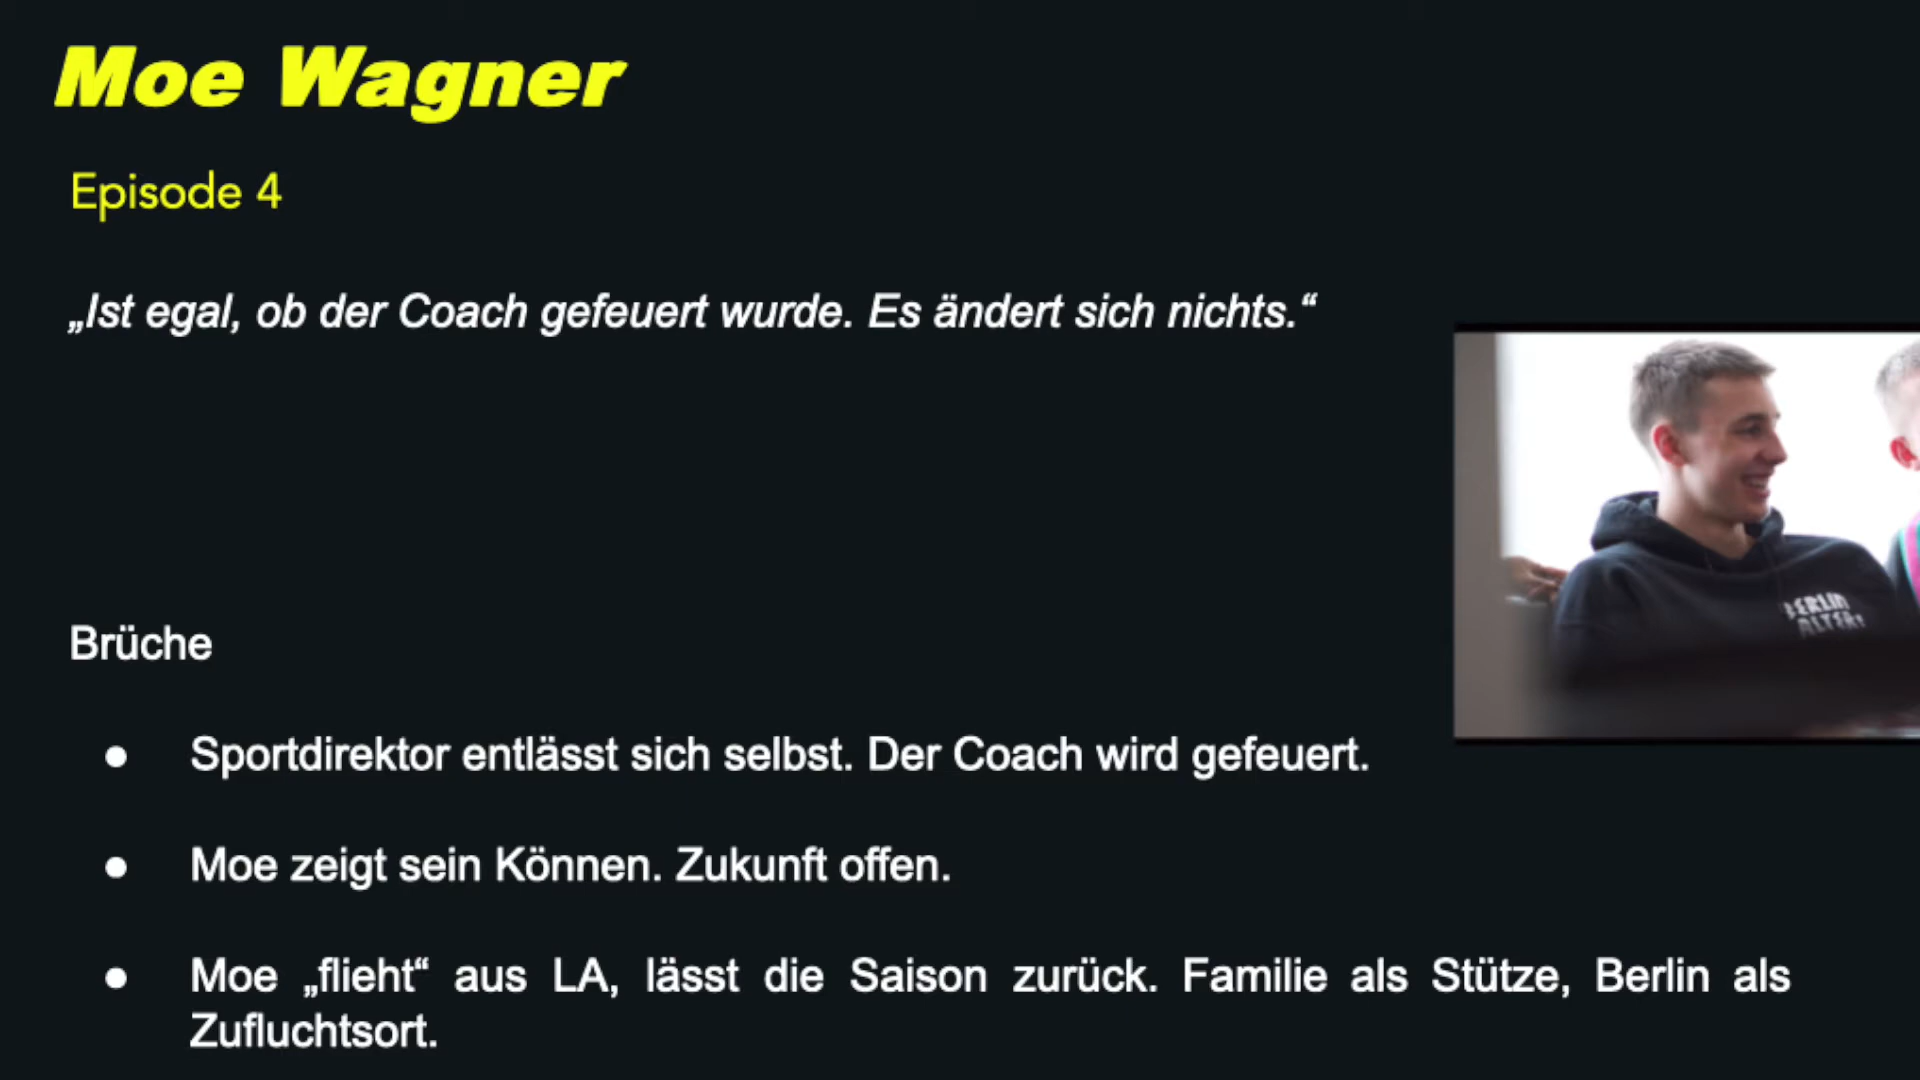 Moe Wagner
Episode 4
„Ist egal, ob der Coach gefeuert wurde. Es ändert sich nichts.“
BERLIN
ALTER!
Brüche
● Sportdirektor entlässt sich selbst. Der Coach wird gefeuert.
● Moe zeigt sein Können. Zukunft offen.
● Moe „flieht“ aus LA, lässt die Saison zurück. Familie als Stütze, Berlin als
Zufluchtsort.